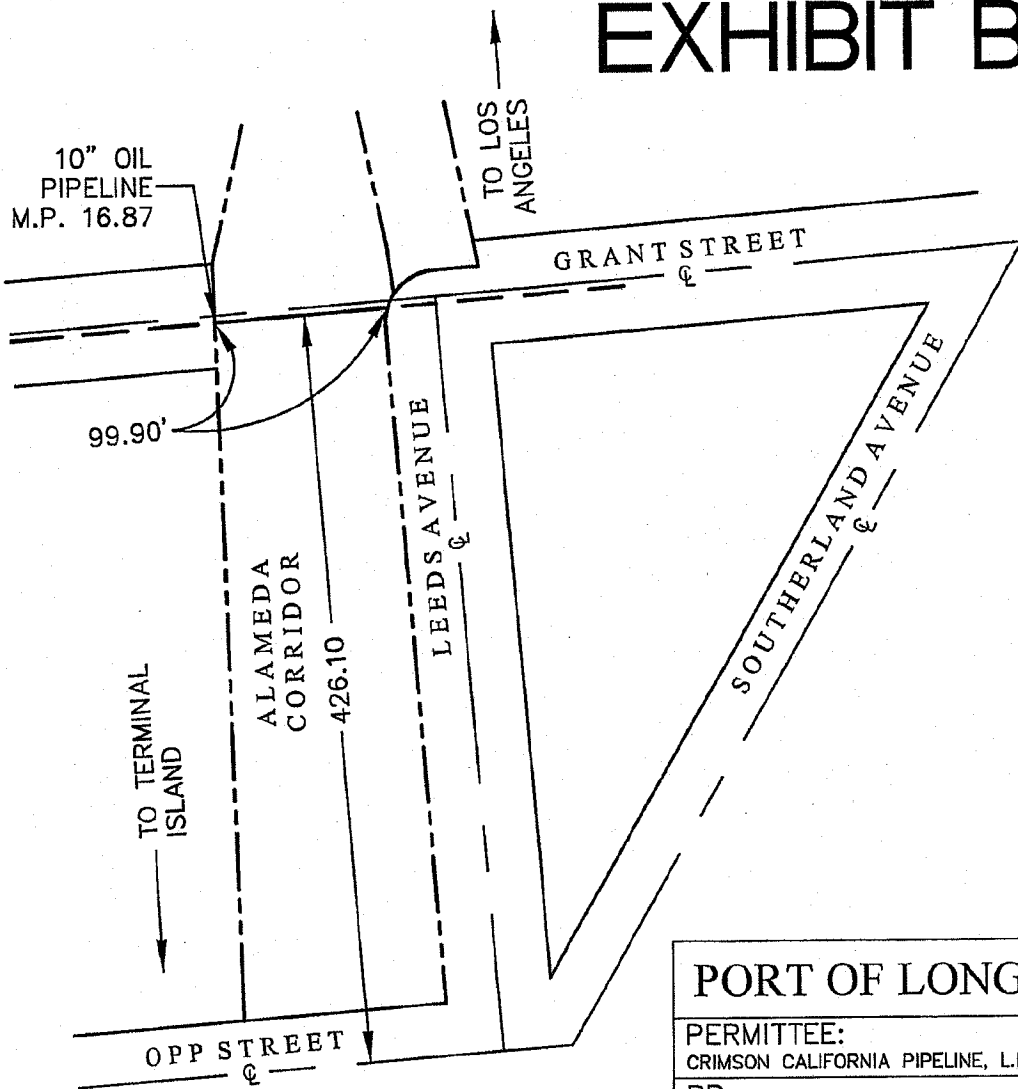 EXHIBIT B
TO LOS
ANGELES
10" OIL
PIPELINE
M.P. 16.87
GRANT STREET
℄
99.90'
LEEDS AVENUE
℄
SOUTHERLAND AVENUE
℄
ALAMEDA
CORRIDOR
426.10
TO TERMINAL
ISLAND
OPP STREET
℄
PORT OF LONG
PERMITTEE:
CRIMSON CALIFORNIA PIPELINE, L.